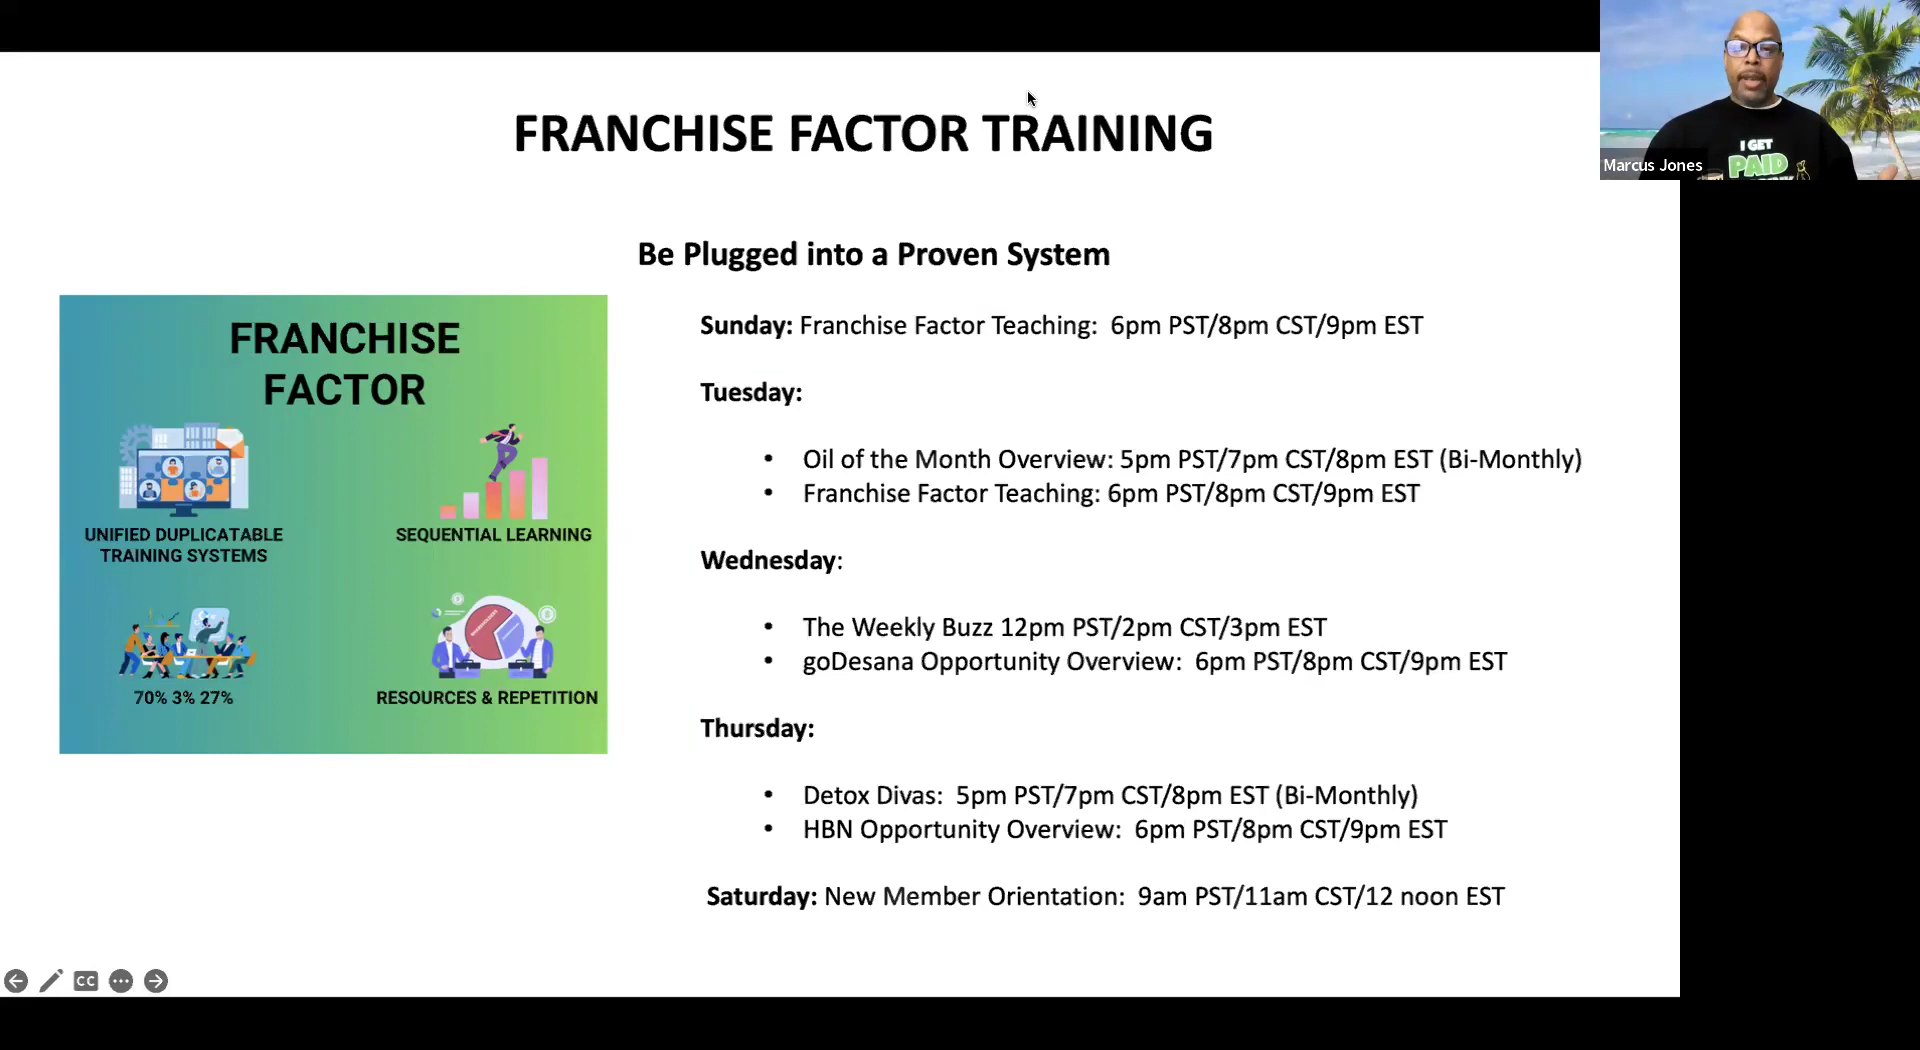 FRANCHISE FACTOR TRAINING
I GET
PAID
Marcus Jones
Be Plugged into a Proven System
FRANCHISE
FACTOR
UNIFIED DUPLICATABLE
TRAINING SYSTEMS
SEQUENTIAL LEARNING
70% 3% 27%
RESOURCES & REPETITION
Sunday: Franchise Factor Teaching: 6pm PST/8pm CST/9pm EST
Tuesday:
• Oil of the Month Overview: 5pm PST/7pm CST/8pm EST (Bi-Monthly)
• Franchise Factor Teaching: 6pm PST/8pm CST/9pm EST
Wednesday:
• The Weekly Buzz 12pm PST/2pm CST/3pm EST
• goDesana Opportunity Overview: 6pm PST/8pm CST/9pm EST
Thursday:
• Detox Divas: 5pm PST/7pm CST/8pm EST (Bi-Monthly)
• HBN Opportunity Overview: 6pm PST/8pm CST/9pm EST
Saturday: New Member Orientation: 9am PST/11am CST/12 noon EST
CC